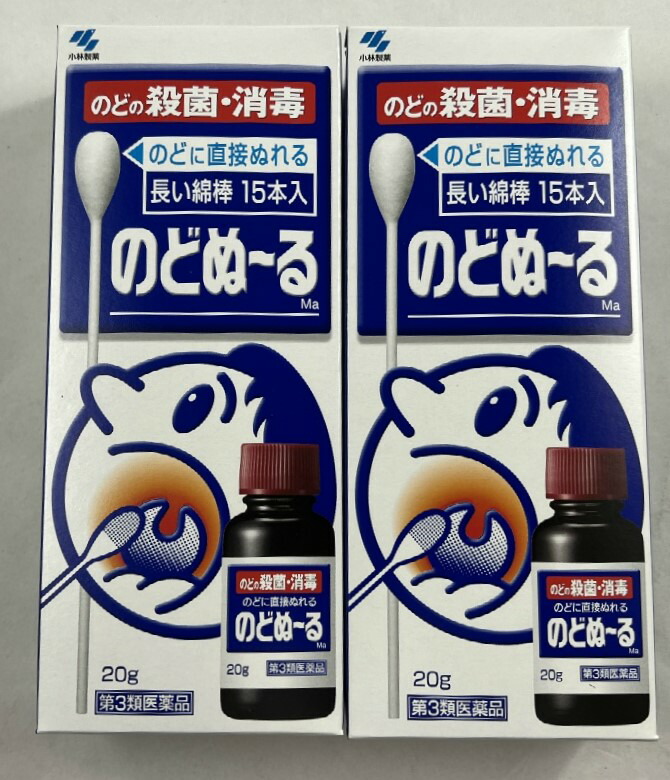 小林製薬
のどの殺菌・消毒
のどに直接ぬれる
長い綿棒 15本入
のどぬ～る
Ma
のどの殺菌・消毒
のどに直接ぬれる
のどぬ～る
Ma
20g 第3類医薬品
20g
第3類医薬品
小林製薬
のどの殺菌・消毒
のどに直接ぬれる
長い綿棒 15本入
のどぬ～る
Ma
のどの殺菌・消毒
のどに直接ぬれる
のどぬ～る
Ma
20g 第3類医薬品
20g
第3類医薬品